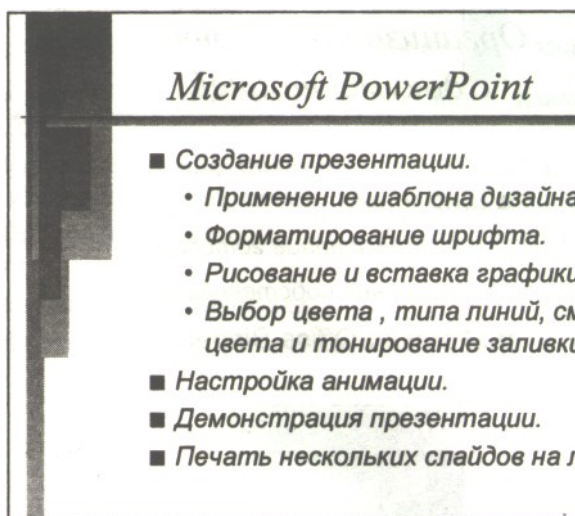 Microsoft PowerPoint
■ Создание презентации.
• Применение шаблона дизайна
• Форматирование шрифта.
• Рисование и вставка графики
• Выбор цвета , типа линий,
цвета и тонирование заливки
■ Настройка анимации.
■ Демонстрация презентации.
■ Печать нескольких слайдов на